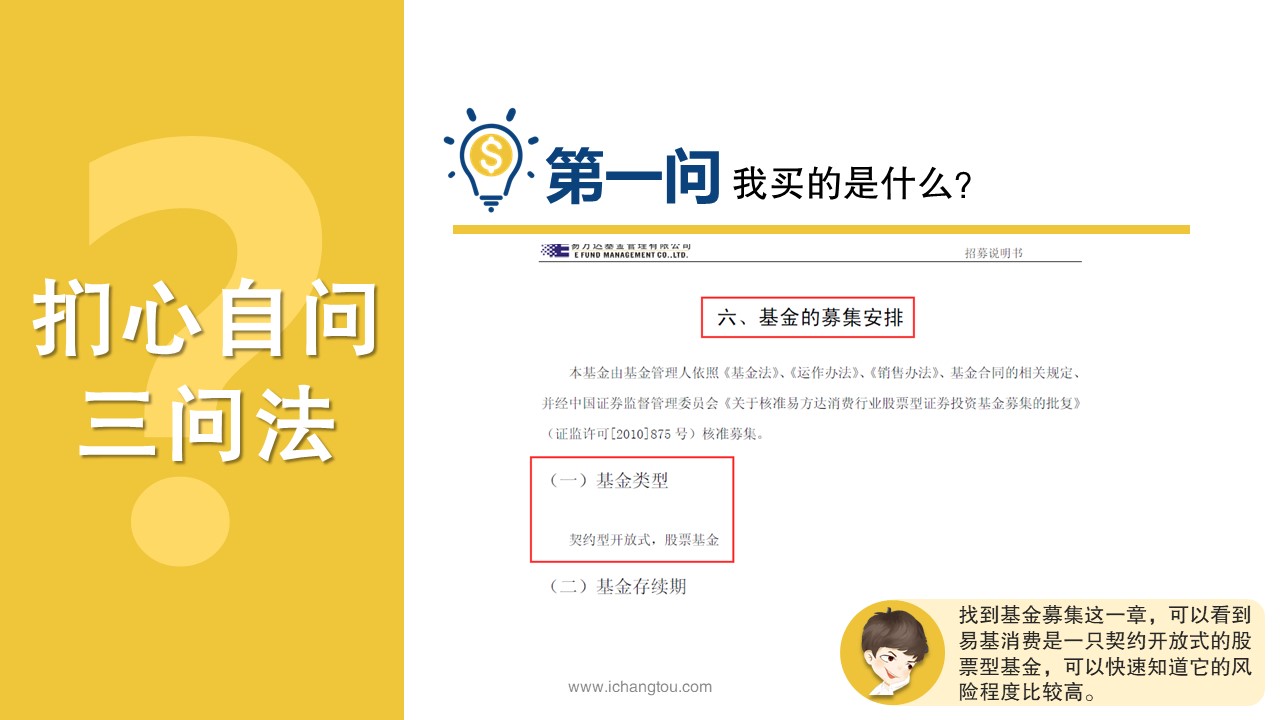 扪心自问
三问法
第一问 我买的是什么?
易方达基金管理有限公司
E FUND MANAGEMENT CO.,LTD.
招募说明书
六、基金的募集安排
本基金由基金管理人依照《基金法》、《运作办法》、《销售办法》、基金合同的相关规定、
并经中国证券监督管理委员会《关于核准易方达消费行业股票型证券投资基金募集的批复》
（证监许可[2010]875 号）核准募集。
（一）基金类型
契约型开放式，股票基金
（二）基金存续期
找到基金募集这一章，可以看到
易基消费是一只契约开放式的股
票型基金，可以快速知道它的风
险程度比较高。
www.ichangtou.com